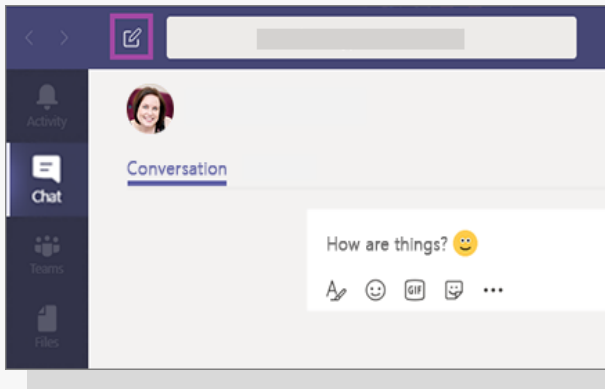 Activity
Conversation
Chat
How are things?
Teams
GIF
Files